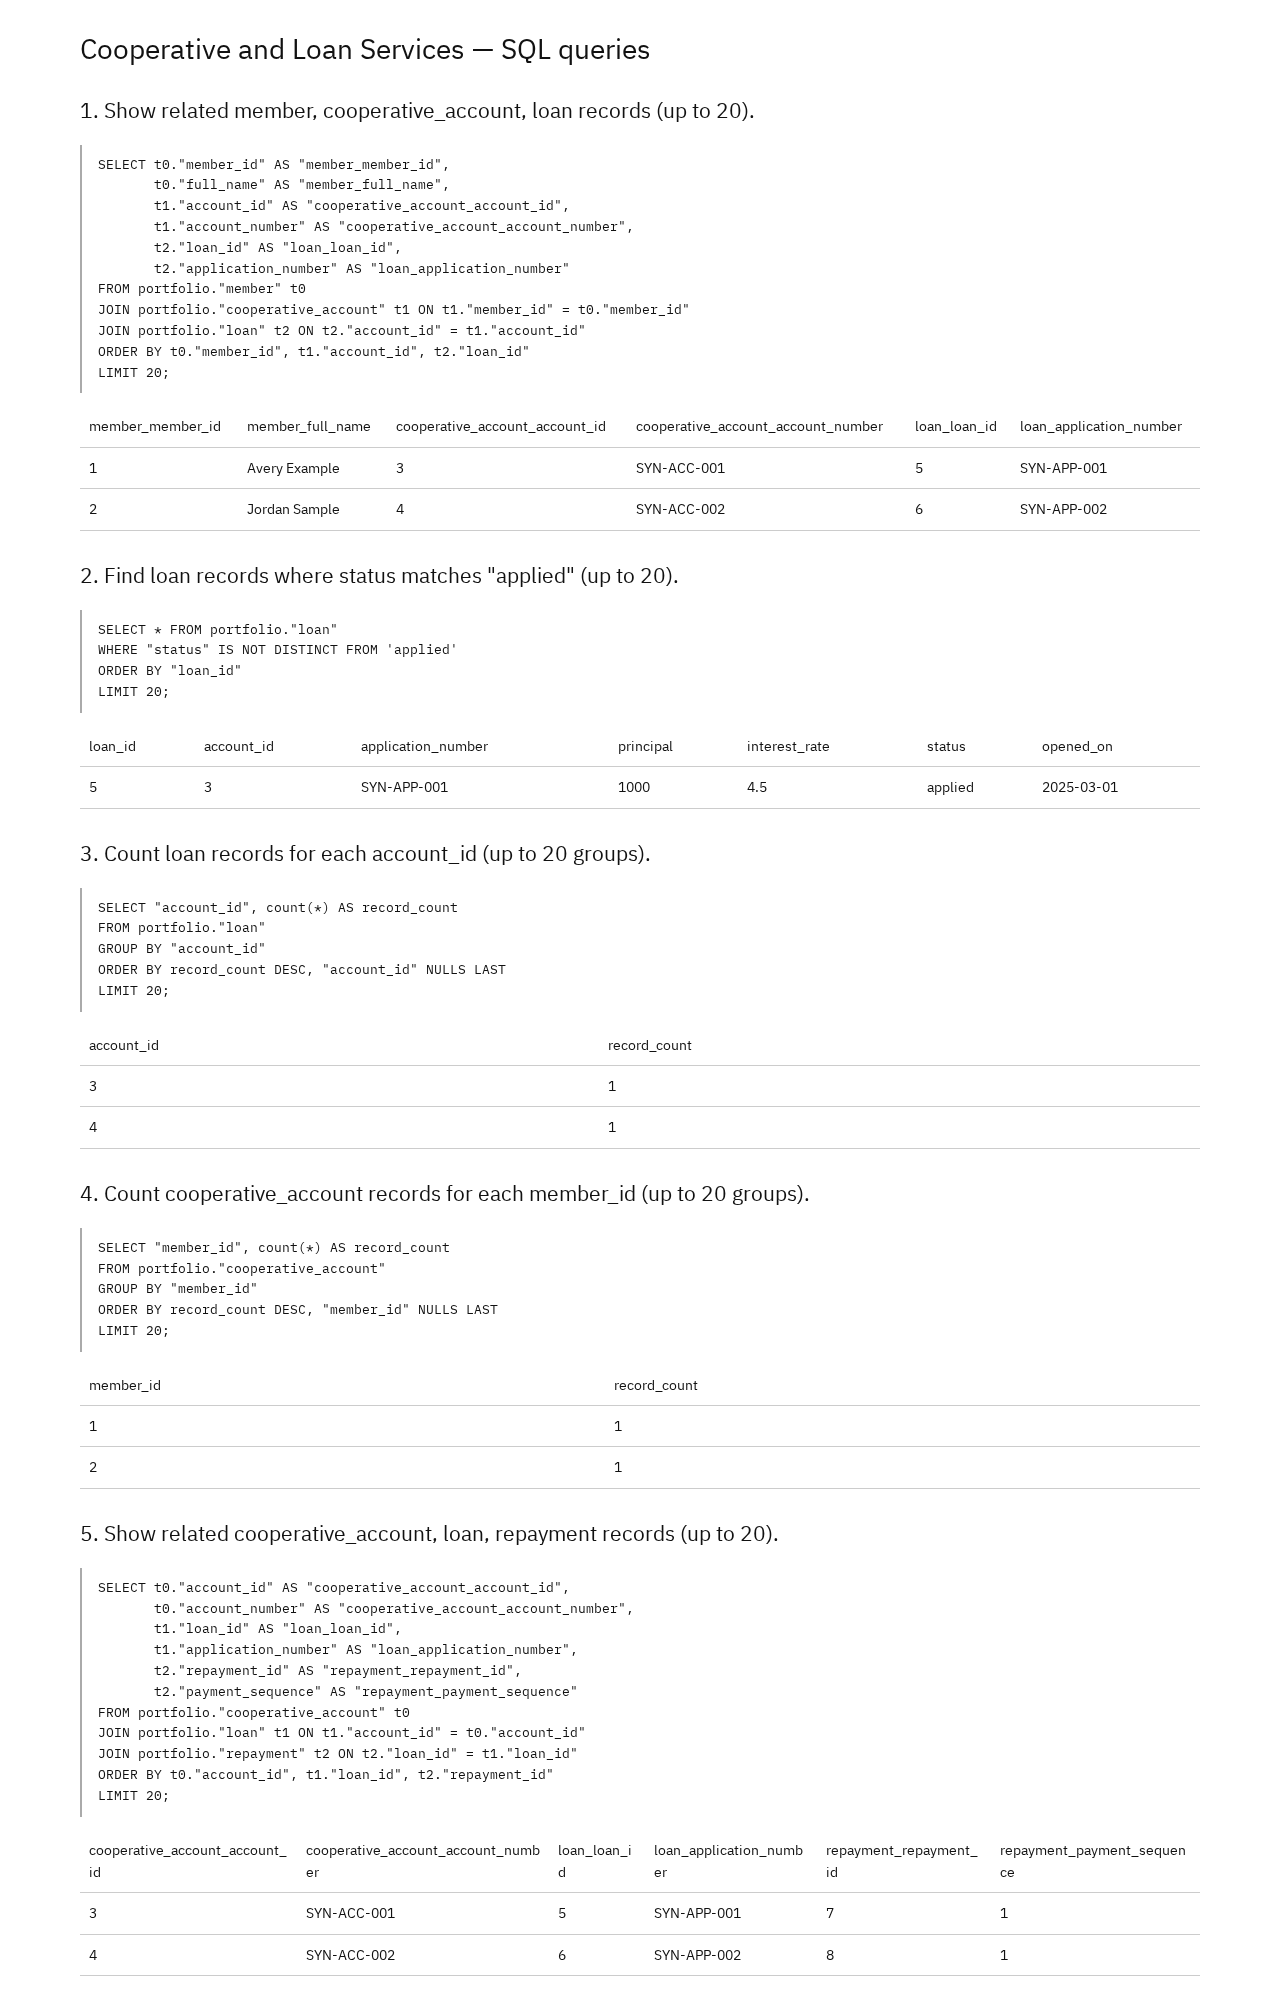 Cooperative and Loan Services — SQL queries
1. Show related member, cooperative_account, loan records (up to 20).
SELECT t0."member_id" AS "member_member_id",
       t0."full_name" AS "member_full_name",
       t1."account_id" AS "cooperative_account_account_id",
       t1."account_number" AS "cooperative_account_account_number",
       t2."loan_id" AS "loan_loan_id",
       t2."application_number" AS "loan_application_number"
FROM portfolio."member" t0
JOIN portfolio."cooperative_account" t1 ON t1."member_id" = t0."member_id"
JOIN portfolio."loan" t2 ON t2."account_id" = t1."account_id"
ORDER BY t0."member_id", t1."account_id", t2."loan_id"
LIMIT 20;
member_member_id member_full_name cooperative_account_account_id cooperative_account_account_number loan_loan_id loan_application_number
1 Avery Example 3 SYN-ACC-001 5 SYN-APP-001
2 Jordan Sample 4 SYN-ACC-002 6 SYN-APP-002
2. Find loan records where status matches "applied" (up to 20).
SELECT * FROM portfolio."loan"
WHERE "status" IS NOT DISTINCT FROM 'applied'
ORDER BY "loan_id"
LIMIT 20;
loan_id account_id application_number principal interest_rate status opened_on
5 3 SYN-APP-001 1000 4.5 applied 2025-03-01
3. Count loan records for each account_id (up to 20 groups).
SELECT "account_id", count(*) AS record_count
FROM portfolio."loan"
GROUP BY "account_id"
ORDER BY record_count DESC, "account_id" NULLS LAST
LIMIT 20;
account_id record_count
3 1
4 1
4. Count cooperative_account records for each member_id (up to 20 groups).
SELECT "member_id", count(*) AS record_count
FROM portfolio."cooperative_account"
GROUP BY "member_id"
ORDER BY record_count DESC, "member_id" NULLS LAST
LIMIT 20;
member_id record_count
1 1
2 1
5. Show related cooperative_account, loan, repayment records (up to 20).
SELECT t0."account_id" AS "cooperative_account_account_id",
       t0."account_number" AS "cooperative_account_account_number",
       t1."loan_id" AS "loan_loan_id",
       t1."application_number" AS "loan_application_number",
       t2."repayment_id" AS "repayment_repayment_id",
       t2."payment_sequence" AS "repayment_payment_sequence"
FROM portfolio."cooperative_account" t0
JOIN portfolio."loan" t1 ON t1."account_id" = t0."account_id"
JOIN portfolio."repayment" t2 ON t2."loan_id" = t1."loan_id"
ORDER BY t0."account_id", t1."loan_id", t2."repayment_id"
LIMIT 20;
cooperative_account_account_ cooperative_account_account_numb loan_loan_i loan_application_numb repayment_repayment_ repayment_payment_sequen
id er d er id ce
3 SYN-ACC-001 5 SYN-APP-001 7 1
4 SYN-ACC-002 6 SYN-APP-002 8 1